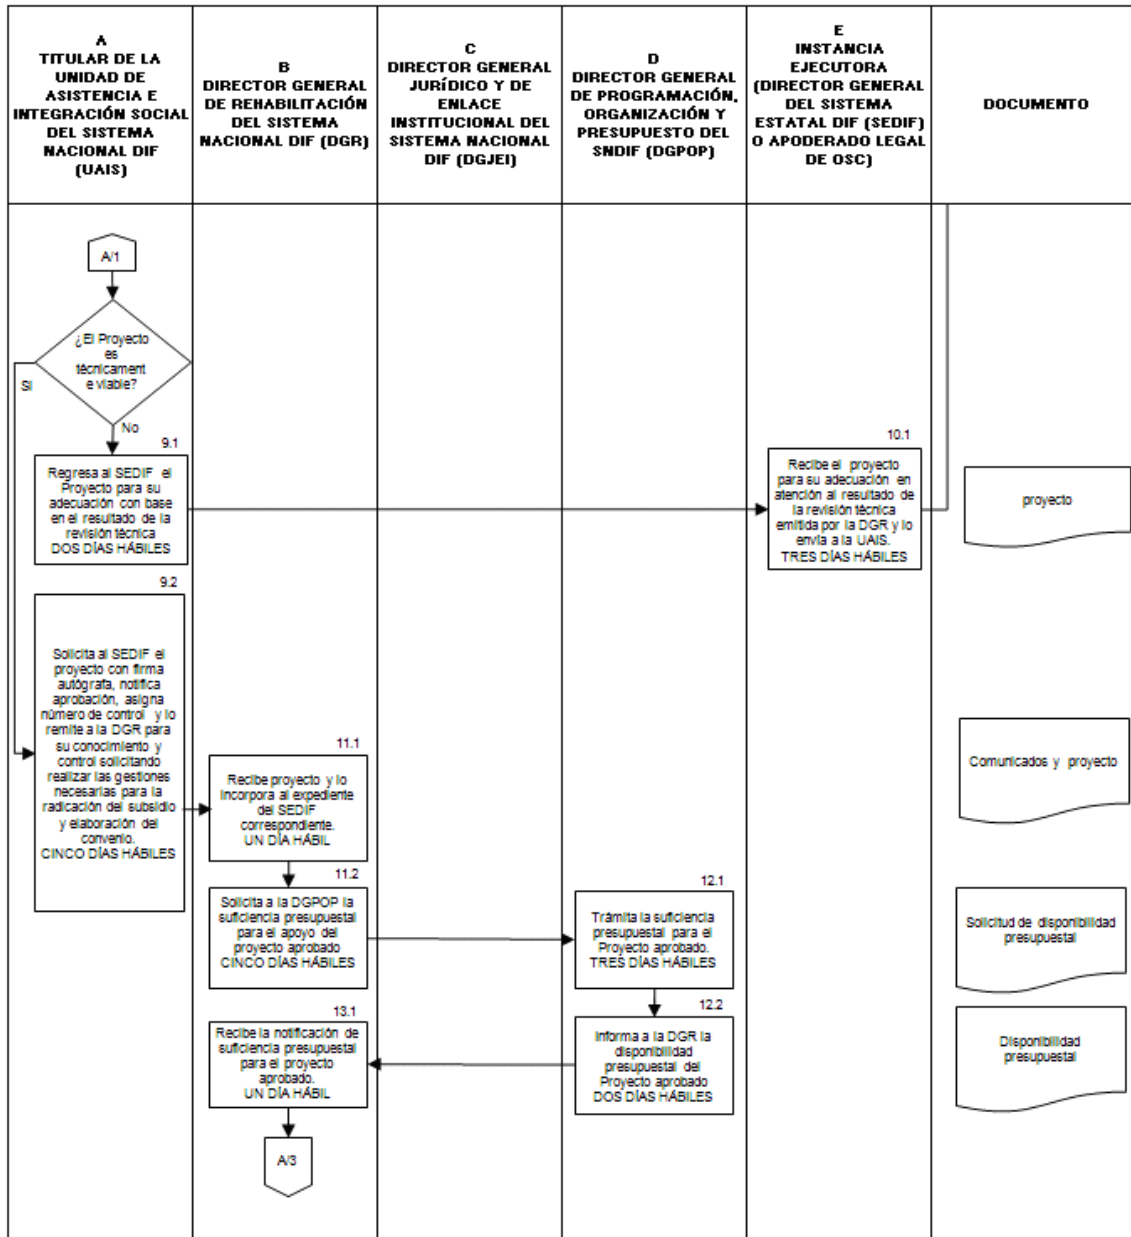 A
TITULAR DE LA
UNIDAD DE
ASISTENCIA E
INTEGRACIÓN SOCIAL
DEL SISTEMA
NACIONAL DIF
(UAIS)
B
DIRECTOR GENERAL
DE REHABILITACIÓN
DEL SISTEMA
NACIONAL DIF (DGR)
C
DIRECTOR GENERAL
JURÍDICO Y DE
ENLACE
INSTITUCIONAL DEL
SISTEMA NACIONAL
DIF (DGJEI)
D
DIRECTOR GENERAL
DE PROGRAMACIÓN,
ORGANIZACIÓN Y
PRESUPUESTO DEL
SNDIF (DGPOP)
E
INSTANCIA
EJECUTORA
(DIRECTOR GENERAL
DEL SISTEMA
ESTATAL DIF (SEDIF)
O APODERADO LEGAL
DE OSC)
DOCUMENTO
A/1
¿El Proyecto
es
técnicament
e viable?
SI
No
9.1
Regresa al SEDIF el
Proyecto para su
adecuación con base
en el resultado de la
revisión técnica
DOS DÍAS HÁBILES
10.1
Recibe el proyecto
para su adecuación en
atención al resultado de
la revisión técnica
emitida por la DGR y lo
envía a la UAIS.
TRES DÍAS HÁBILES
proyecto
9.2
Solicita al SEDIF el
proyecto con firma
autógrafa, notifica
aprobación, asigna
número de control y lo
remite a la DGR para
su conocimiento y
control solicitando
realizar las gestiones
necesarias para la
radicación del subsidio
y elaboración del
convenio.
CINCO DÍAS HÁBILES
11.1
Recibe proyecto y lo
incorpora al expediente
del SEDIF
correspondiente.
UN DÍA HÁBIL
Comunicados y proyecto
11.2
Solicita a la DGPOP la
suficiencia presupuestal
para el apoyo del
proyecto aprobado
CINCO DÍAS HÁBILES
12.1
Trámita la suficiencia
presupuestal para el
Proyecto aprobado.
TRES DÍAS HÁBILES
Solicitud de disponibilidad
presupuestal
13.1
Recibe la notificación de
suficiencia presupuestal
para el proyecto
aprobado.
UN DÍA HÁBIL
12.2
Informa a la DGR la
disponibilidad
presupuestal del
Proyecto aprobado
DOS DÍAS HÁBILES
Disponibilidad
presupuestal
A/3